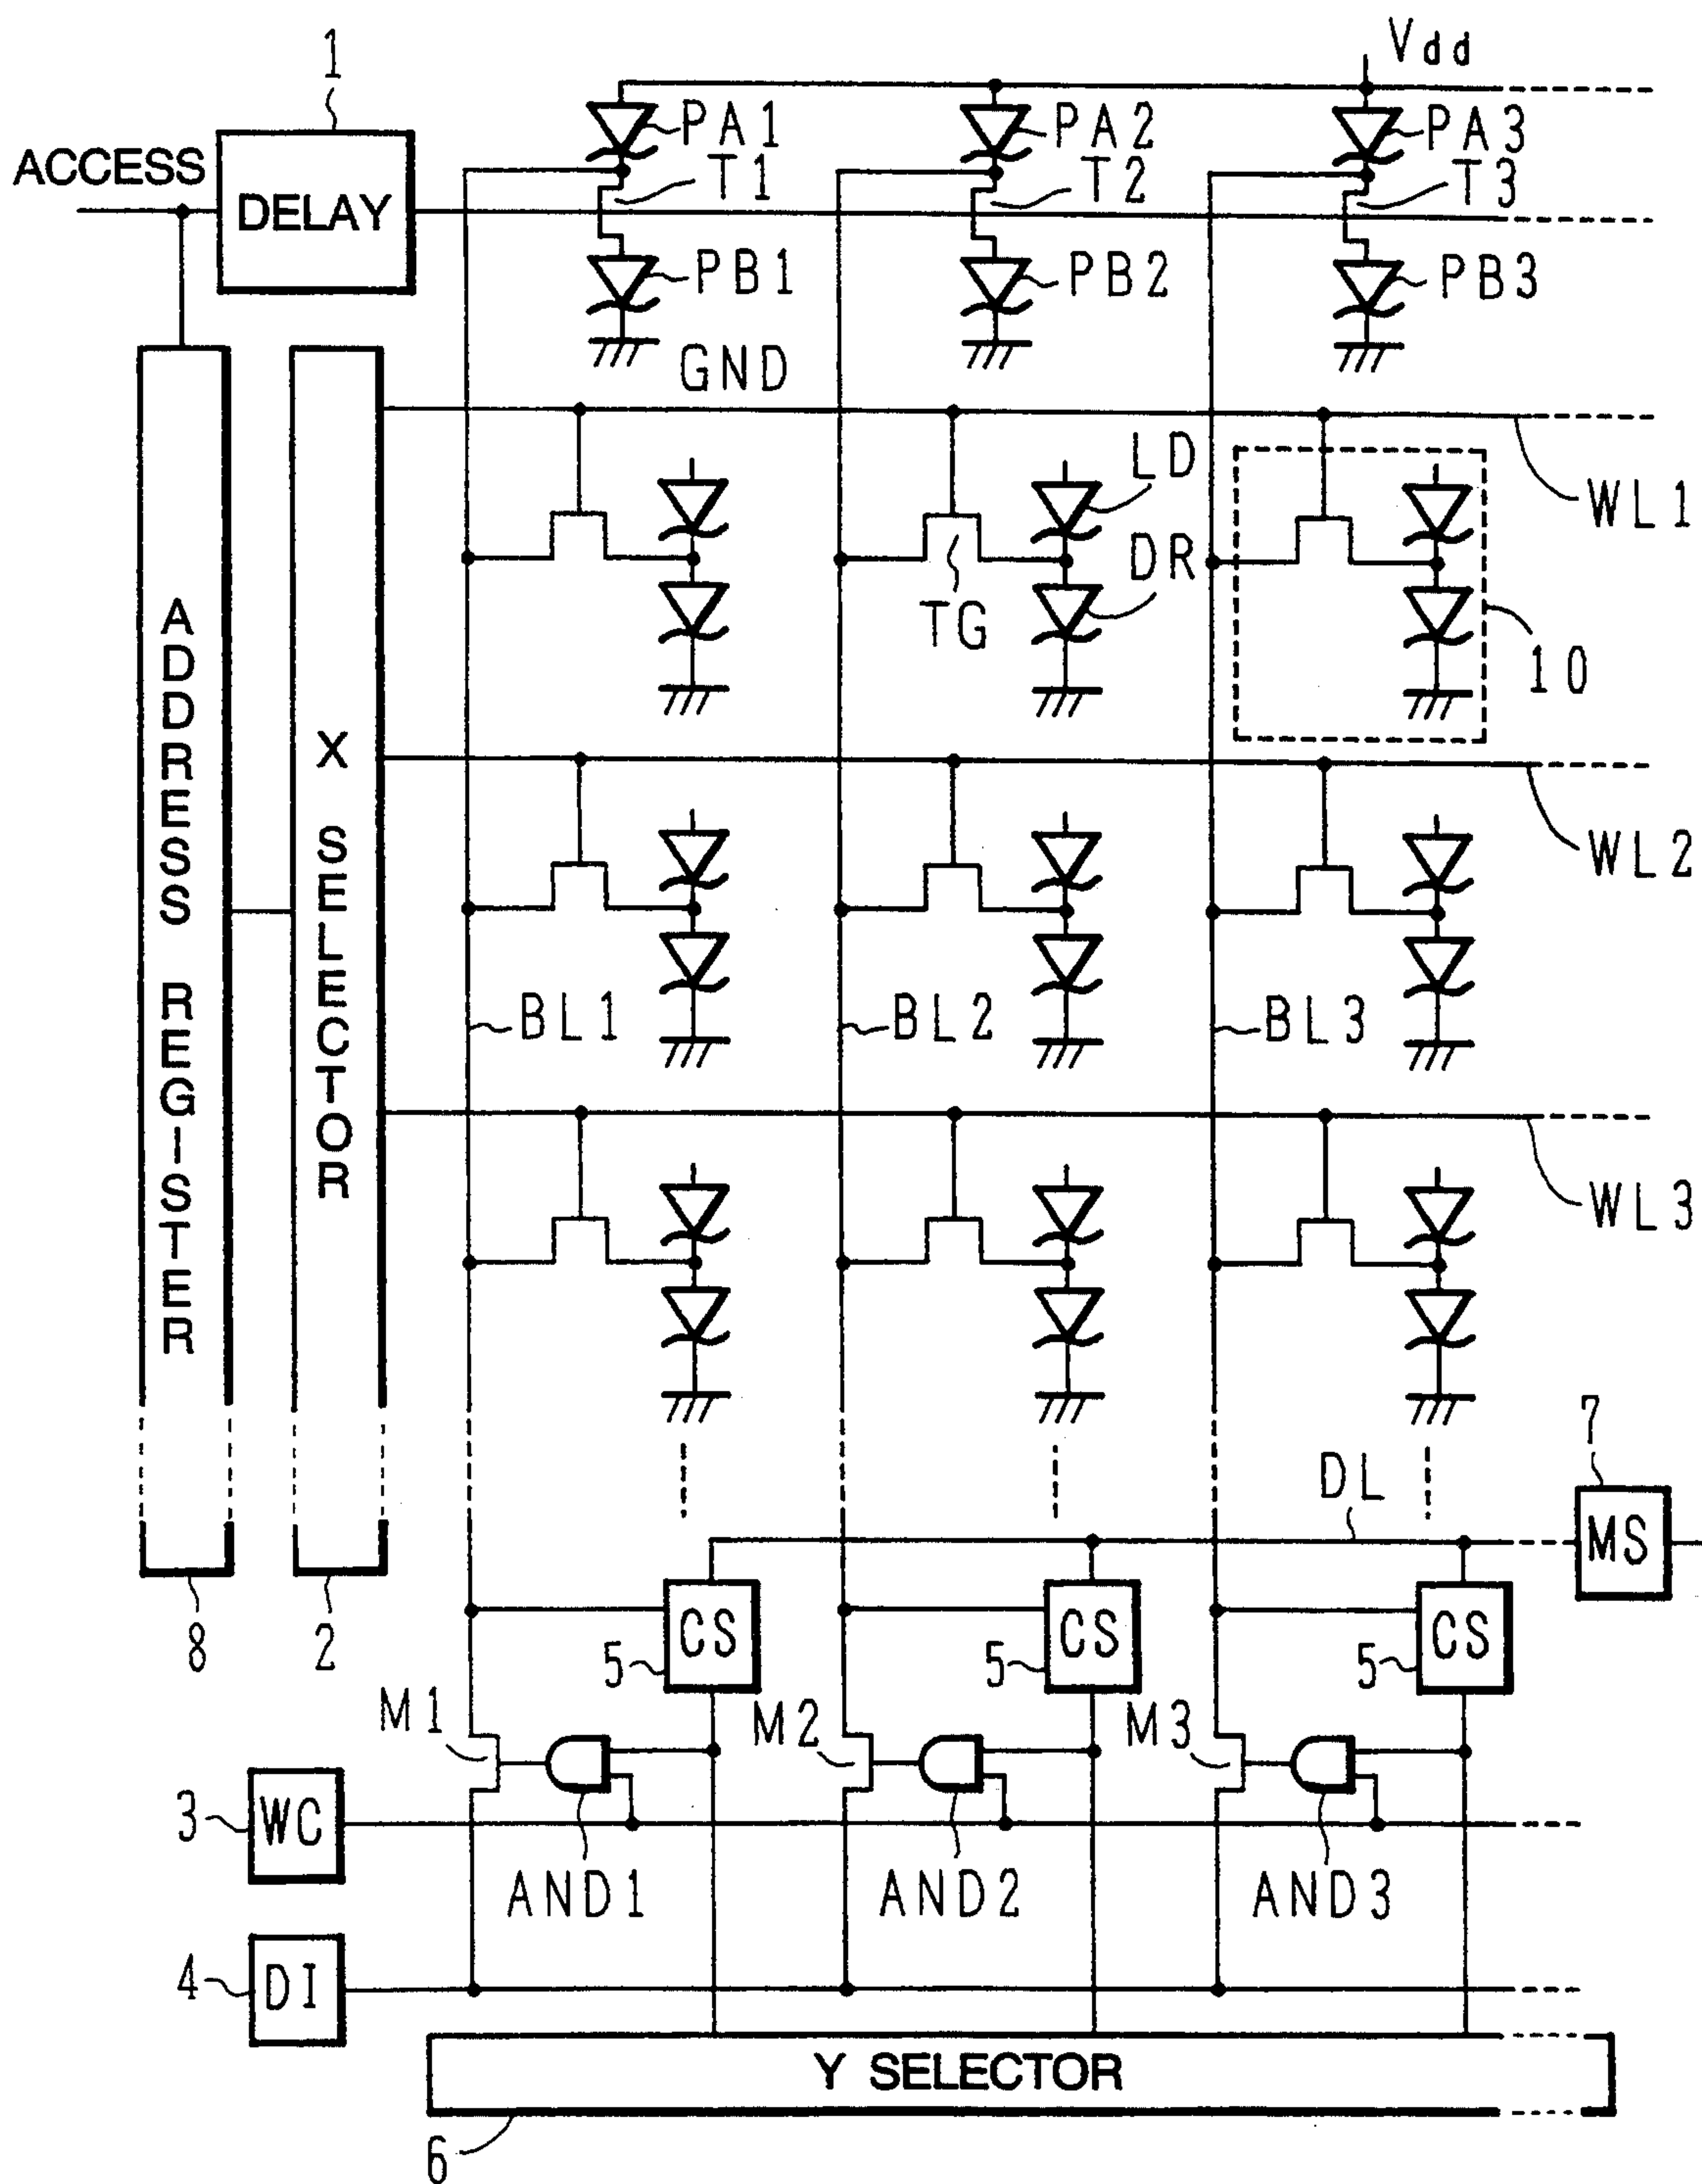 1
Vdd
ACCESS
DELAY
PA1
PA2
PA3
T1
T2
T3
PB1
PB2
PB3
GND
LD
WL1
DR
TG
10
ADDRESS REGISTER
X SELECTOR
WL2
BL1
BL2
BL3
WL3
DL
7
MS
8
2
5
CS
5
CS
5
CS
M1
M2
M3
3
WC
AND1
AND2
AND3
4
DI
Y SELECTOR
6